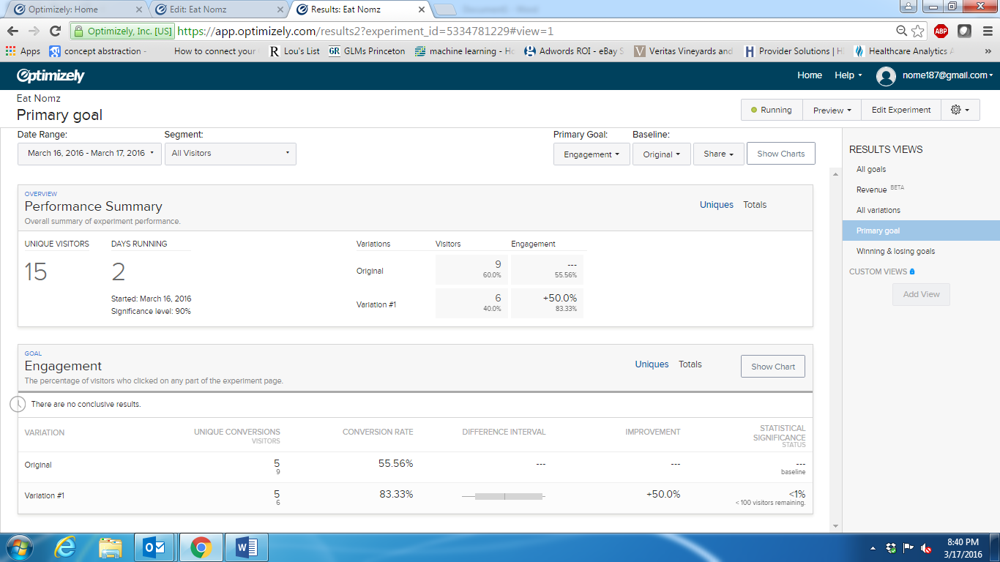 Optimizely: Home
Edit: Eat Nomz
Results: Eat Nomz
Optimizely, Inc. [US] https://app.optimizely.com/results2?experiment_id=5334781229#view=1
ABP
Apps concept abstraction - How to connect your Lou's List GLMs Princeton machine learning - Ho Adwords ROI - eBay S Veritas Vineyards and Provider Solutions | H Healthcare Analytics A »
Optimizely
Home Help nome187@gmail.com
Eat Nomz
Primary goal
Running Preview Edit Experiment
Date Range: Segment: Primary Goal: Baseline:
March 16, 2016 - March 17, 2016 All Visitors Engagement Original Share Show Charts
RESULTS VIEWS
All goals
Revenue BETA
All variations
Primary goal
Winning & losing goals
CUSTOM VIEWS
Add View
OVERVIEW
Performance Summary
Overall summary of experiment performance.
Uniques Totals
UNIQUE VISITORS DAYS RUNNING
15 2
Started: March 16, 2016
Significance level: 90%
Variations Visitors Engagement
Original 9 ---
60.0% 55.56%
Variation #1 6 +50.0%
40.0% 83.33%
GOAL
Engagement
The percentage of visitors who clicked on any part of the experiment page.
Uniques Totals Show Chart
There are no conclusive results.
VARIATION UNIQUE CONVERSIONS CONVERSION RATE DIFFERENCE INTERVAL IMPROVEMENT STATISTICAL
SIGNIFICANCE
VISITORS STATUS
Original 5 55.56% --- --- ---
9 baseline
Variation #1 5 83.33% +50.0% <1%
6 < 100 visitors remaining.
8:40 PM
3/17/2016